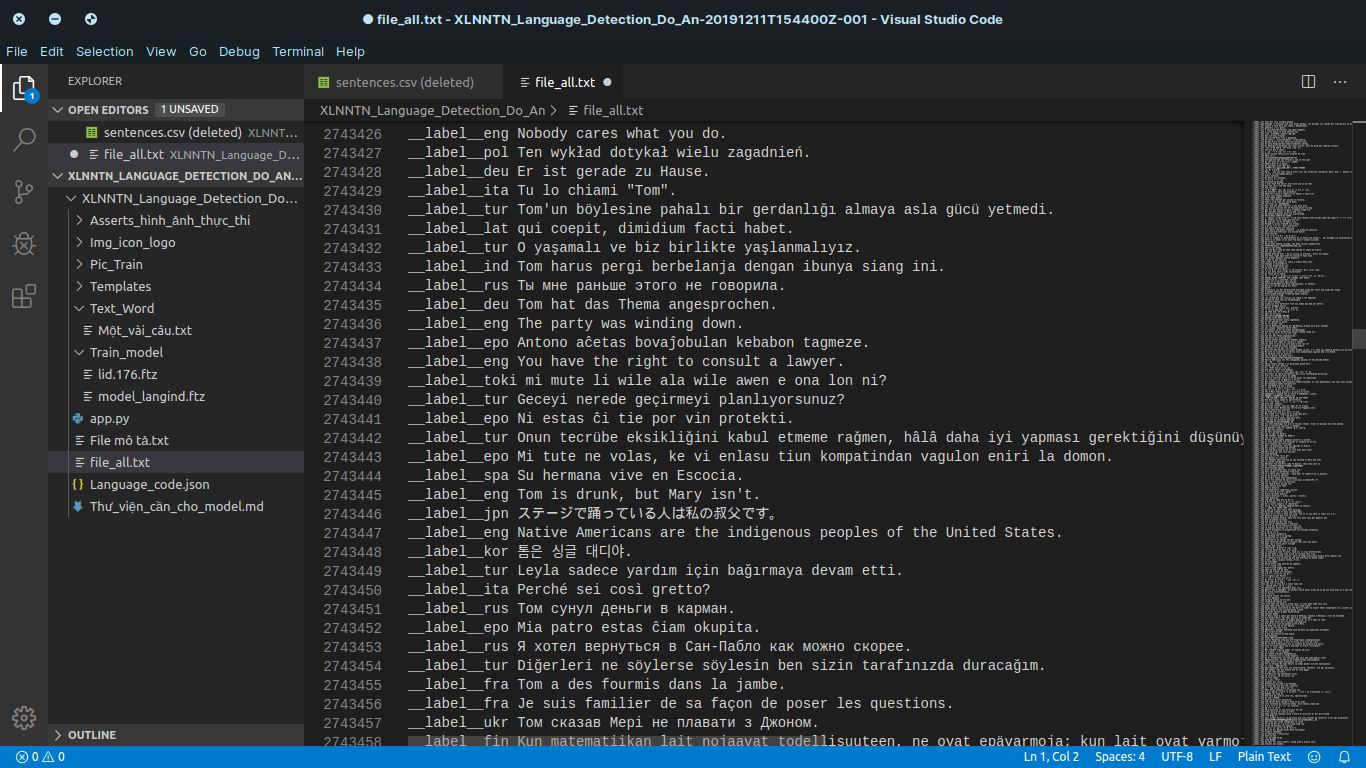 file_all.txt - XLNNTN_Language_Detection_Do_An-20191211T154400Z-001 - Visual Studio Code
File Edit Selection View Go Debug Terminal Help
EXPLORER
OPEN EDITORS 1 UNSAVED
sentences.csv (deleted) XLNNT...
file_all.txt XLNNTN_Language_D...
XLNNTN_LANGUAGE_DETECTION_DO_AN...
XLNNTN_Language_Detection_Do...
Asserts_hình_ảnh_thực_thi
Img_icon_logo
Pic_Train
Templates
Text_Word
Một_vài_câu.txt
Train_model
lid.176.ftz
model_langind.ftz
app.py
File mô tả.txt
file_all.txt
Language_code.json
Thư_viện_cần_cho_model.md
OUTLINE
1
sentences.csv (deleted)
file_all.txt
XLNNTN_Language_Detection_Do_An > file_all.txt
2743426 __label__eng Nobody cares what you do.
2743427 __label__pol Ten wykład dotykał wielu zagadnień.
2743428 __label__deu Er ist gerade zu Hause.
2743429 __label__ita Tu lo chiami "Tom".
2743430 __label__tur Tom'un böylesine pahalı bir gerdanlığı almaya asla gücü yetmedi.
2743431 __label__lat qui coepit, dimidium facti habet.
2743432 __label__tur O yaşamalı ve biz birlikte yaşlanmalıyız.
2743433 __label__ind Tom harus pergi berbelanja dengan ibunya siang ini.
2743434 __label__rus Ты мне раньше этого не говорила.
2743435 __label__deu Tom hat das Thema angesprochen.
2743436 __label__eng The party was winding down.
2743437 __label__epo Antono aĉetas bovaĵobulan kebabon tagmeze.
2743438 __label__eng You have the right to consult a lawyer.
2743439 __label__toki mi mute li wile ala wile awen e ona lon ni?
2743440 __label__tur Geceyi nerede geçirmeyi planlıyorsunuz?
2743441 __label__epo Ni estas ĉi tie por vin protekti.
2743442 __label__tur Onun tecrübe eksikliğini kabul etmeme rağmen, hâlâ daha iyi yapması gerektiğini düşünüy
2743443 __label__epo Mi tute ne volas, ke vi enlasu tiun kompatindan vagulon eniri la domon.
2743444 __label__spa Su hermana vive en Escocia.
2743445 __label__eng Tom is drunk, but Mary isn't.
2743446 __label__jpn ステージで踊っている人は私の叔父です。
2743447 __label__eng Native Americans are the indigenous peoples of the United States.
2743448 __label__kor 톰은 싱글 대디야.
2743449 __label__tur Leyla sadece yardım için bağırmaya devam etti.
2743450 __label__ita Perché sei così gretto?
2743451 __label__rus Том сунул деньги в карман.
2743452 __label__epo Mia patro estas ĉiam okupita.
2743453 __label__rus Я хотел вернуться в Сан-Пабло как можно скорее.
2743454 __label__tur Diğerleri ne söylerse söylesin ben sizin tarafınızda duracağım.
2743455 __label__fra Tom a des fourmis dans la jambe.
2743456 __label__fra Je suis familier de sa façon de poser les questions.
2743457 __label__ukr Том сказав Мері не плавати з Джоном.
2743458 __label__fin Kun matematiikan lait nojaavat todellisuuteen, ne ovat epävarmoja; kun lait ovat varmo
0 0
Ln 1, Col 2 Spaces: 4 UTF-8 LF Plain Text